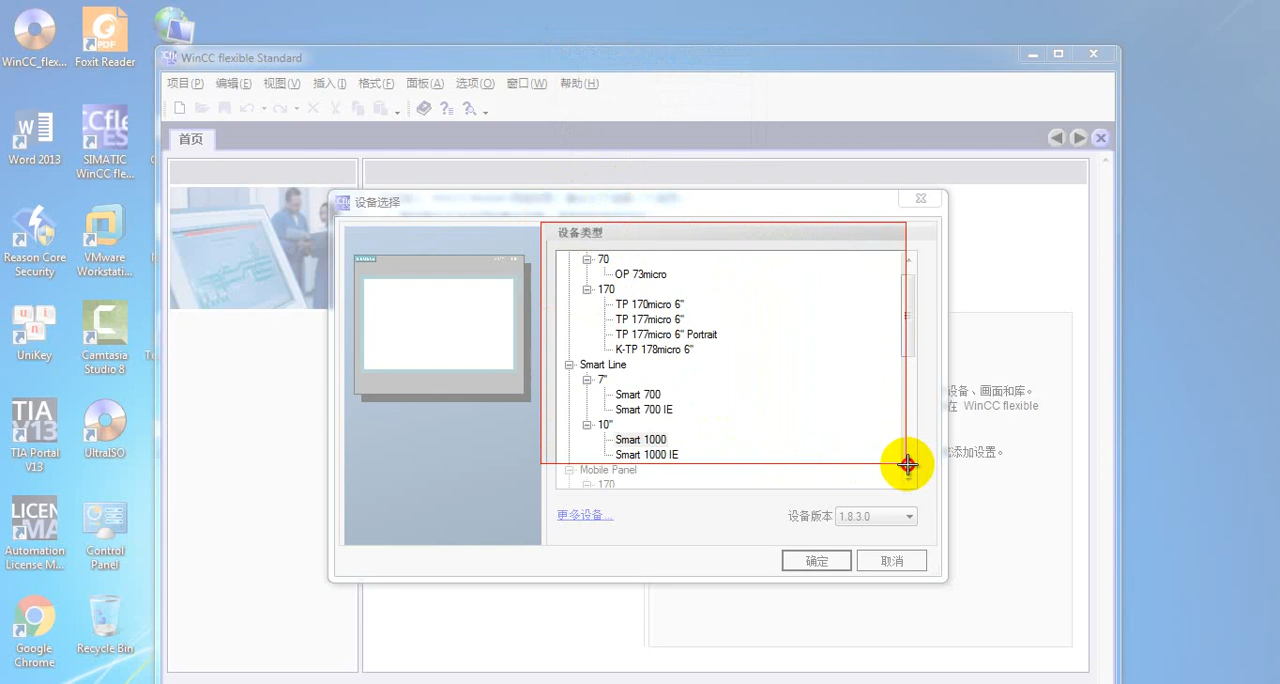 WinCC_flex...
Foxit Reader
Word 2013
SIMATIC
WinCC fle...
Reason Core
Security
VMware
Workstati...
UniKey
Camtasia
Studio 8
TIA Portal
V13
UltraISO
Automation
License M...
Control
Panel
Google
Chrome
Recycle Bin
WinCC flexible Standard
项目(P) 编辑(E) 视图(V) 插入(I) 格式(F) 面板(A) 选项(O) 窗口(W) 帮助(H)
首页
设备选择
设备类型
70
OP 73micro
170
TP 170micro 6"
TP 177micro 6"
TP 177micro 6" Portrait
K-TP 178micro 6"
Smart Line
7"
Smart 700
Smart 700 IE
10"
Smart 1000
Smart 1000 IE
Mobile Panel
170
更多设备...
设备版本 1.8.3.0
确定 取消
设备、画面和库。
在 WinCC flexible
添加设置。